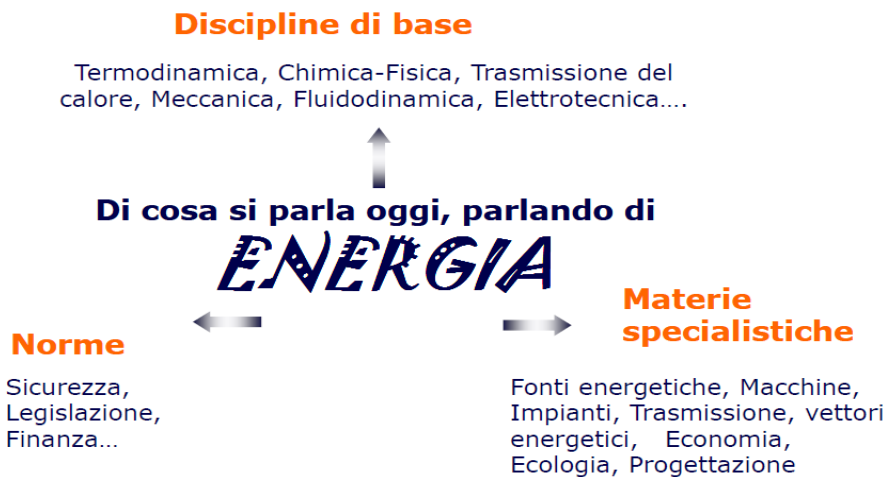 Discipline di base
Termodinamica, Chimica-Fisica, Trasmissione del
calore, Meccanica, Fluidodinamica, Elettrotecnica….
Di cosa si parla oggi, parlando di
ENERGIA
Norme
Sicurezza,
Legislazione,
Finanza…
Materie
specialistiche
Fonti energetiche, Macchine,
Impianti, Trasmissione, vettori
energetici, Economia,
Ecologia, Progettazione